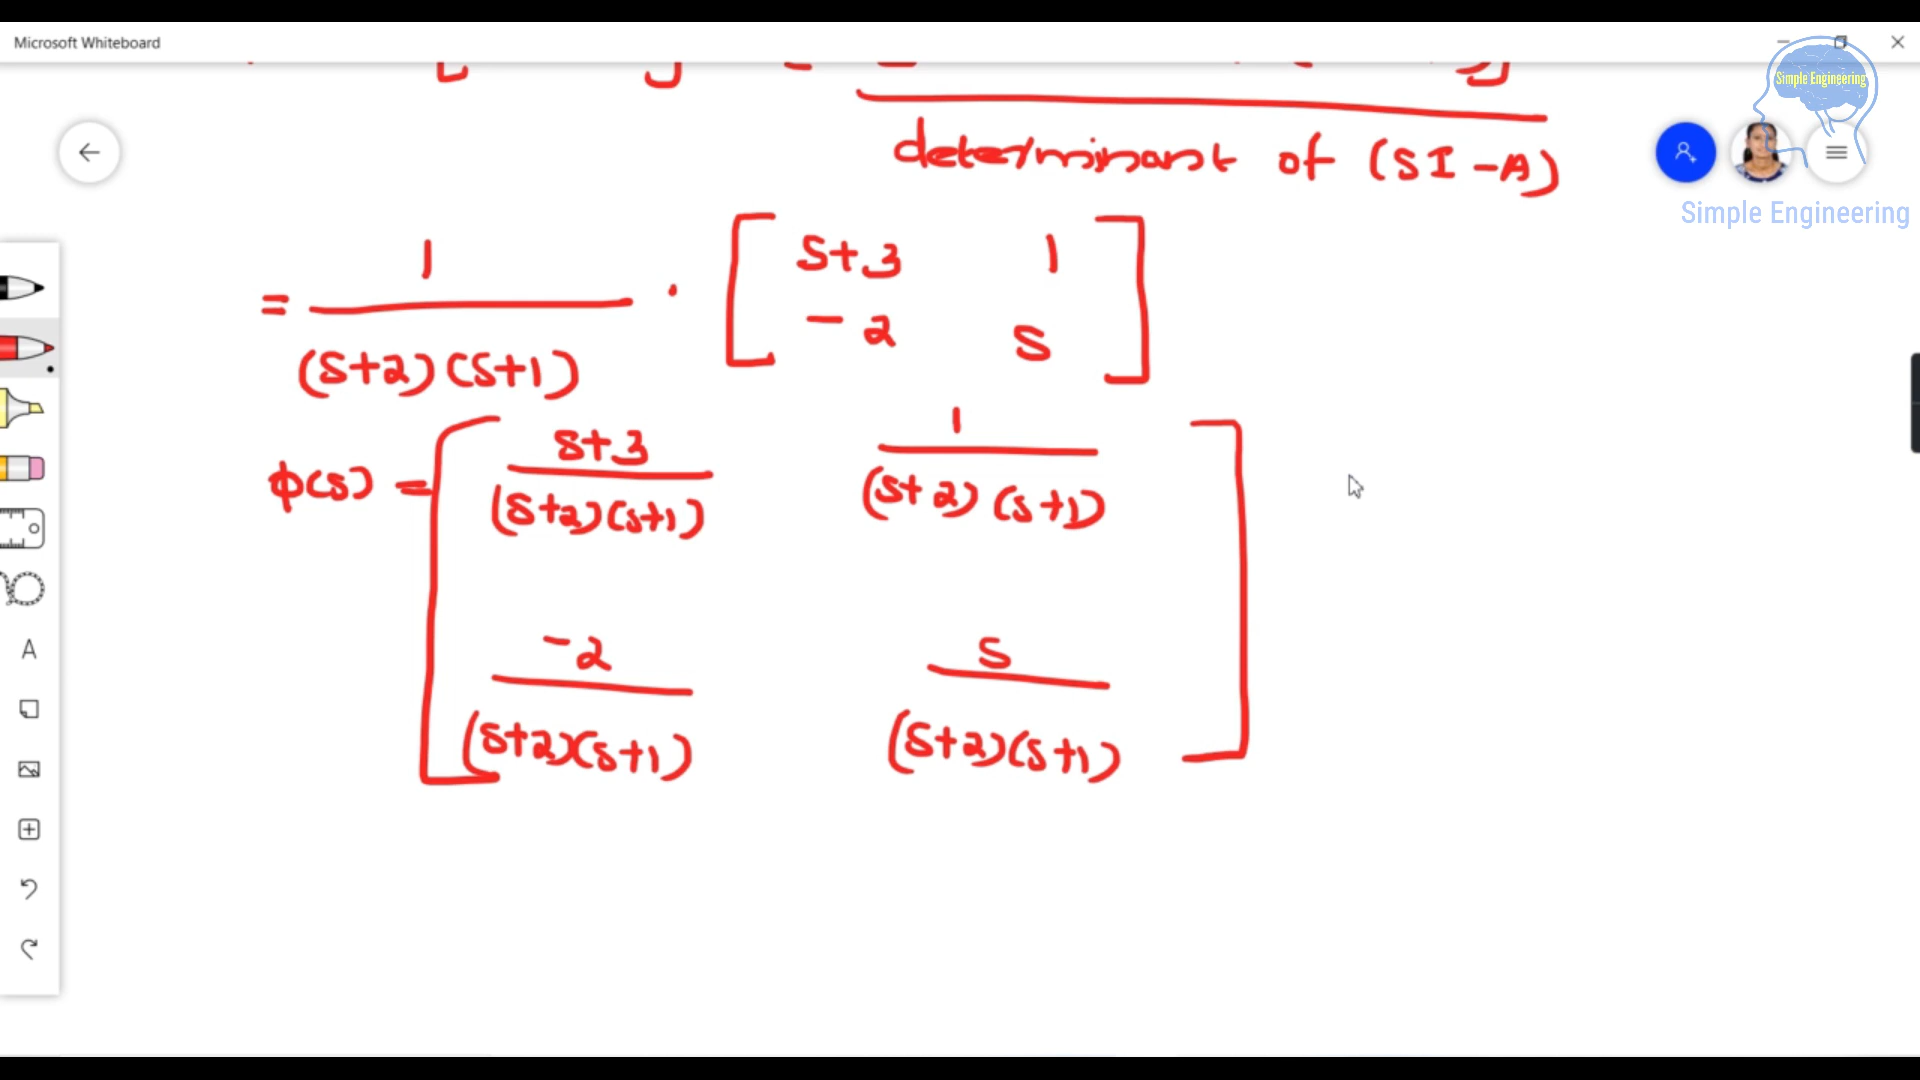 Microsoft Whiteboard
Simple Engineering
determinant of (SI-A)
Simple Engineering
= 1 / (S+2)(S+1) · [ S+3 1
-2 S ]
ϕ(s) = [ S+3 / (S+2)(S+1) 1 / (S+2)(S+1)
-2 / (S+2)(S+1) S / (S+2)(S+1) ]
A